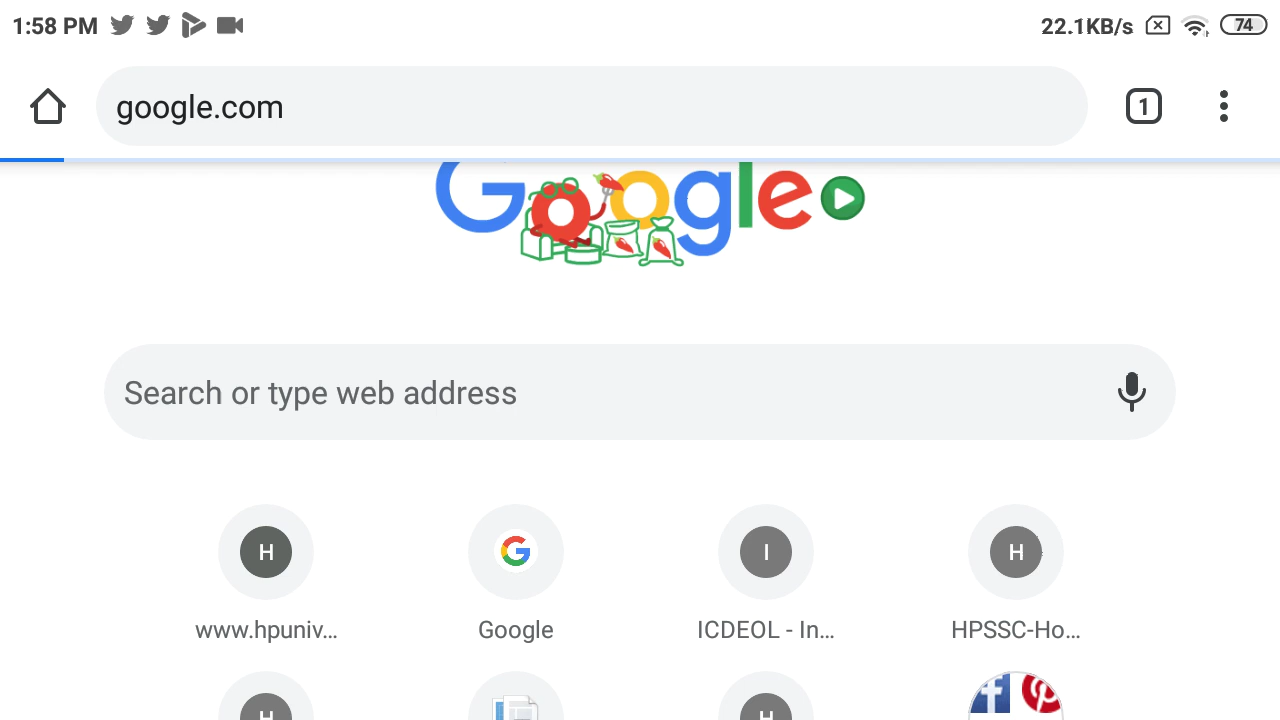 1:58 PM 22.1KB/s 74
google.com 1
Google
Search or type web address
H G I H
www.hpuniv... Google ICDEOL - In... HPSSC-Ho...
H H f